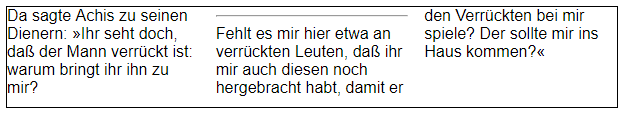 Da sagte Achis zu seinen
Dienern: »Ihr seht doch,
daß der Mann verrückt ist:
warum bringt ihr ihn zu
mir?
Fehlt es mir hier etwa an
verrückten Leuten, daß ihr
mir auch diesen noch
hergebracht habt, damit er
den Verrückten bei mir
spiele? Der sollte mir ins
Haus kommen?«